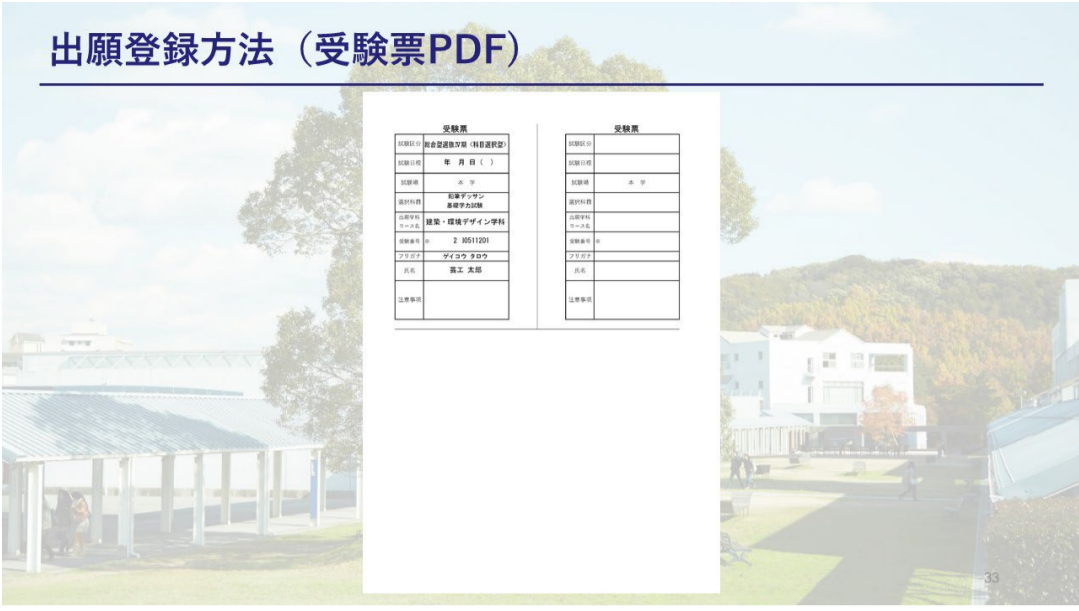 出願登録方法（受験票PDF）
受験票
試験区分 総合型選抜Ⅳ期（科目選択型）
試験日程 年 月 日（ ）
試験場 本 学
選択科目 鉛筆デッサン
基礎学力試験
出願学科
コース名 建築・環境デザイン学科
受験番号 ※ 2 I0511201
フリガナ ゲイコウ タロウ
氏名 芸工 太郎
注意事項
受験票
試験区分
試験日程
試験場 本 学
選択科目
出願学科
コース名
受験番号 ※
フリガナ
氏名
注意事項
33